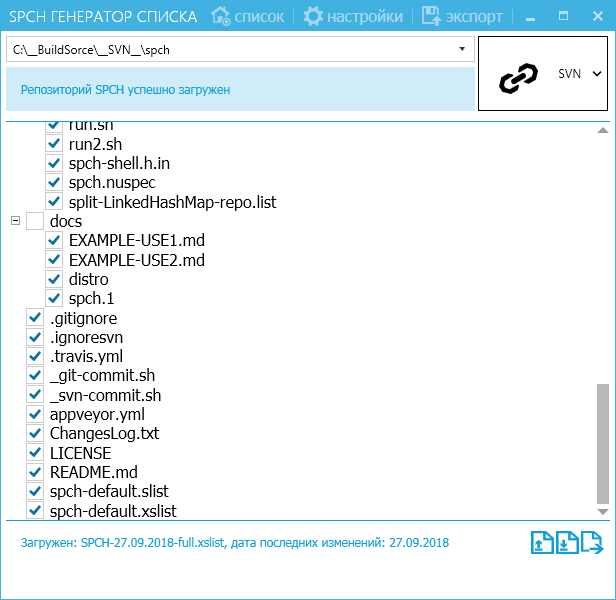 SPCH ГЕНЕРАТОР СПИСКА список настройки экспорт
C:\__BuildSorce\__SVN__\spch
SVN
Репозиторий SPCH успешно загружен
run.sh
run2.sh
spch-shell.h.in
spch.nuspec
split-LinkedHashMap-repo.list
docs
EXAMPLE-USE1.md
EXAMPLE-USE2.md
distro
spch.1
.gitignore
.ignoresvn
.travis.yml
_git-commit.sh
_svn-commit.sh
appveyor.yml
ChangesLog.txt
LICENSE
README.md
spch-default.slist
spch-default.xslist
Загружен: SPCH-27.09.2018-full.xslist, дата последних изменений: 27.09.2018